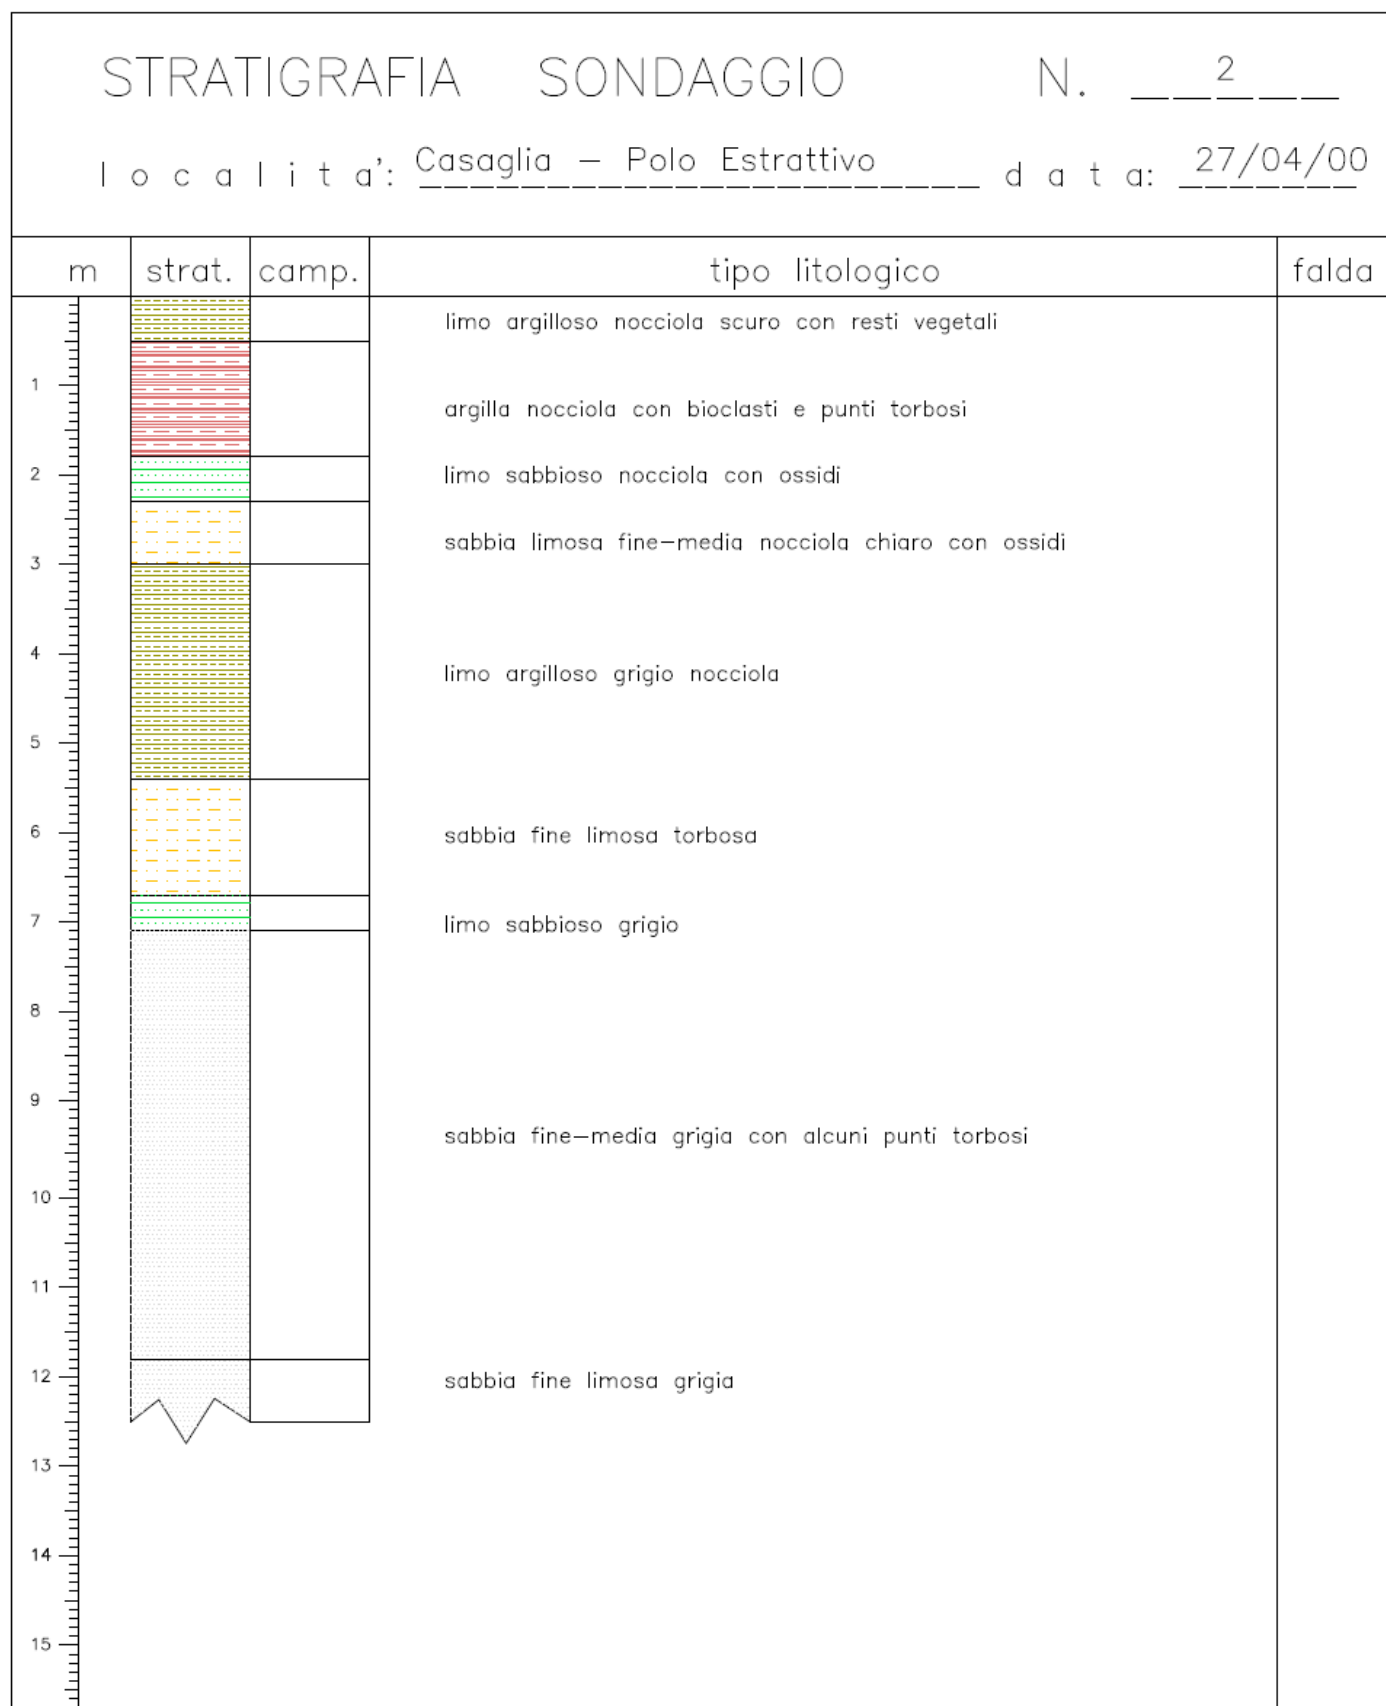 STRATIGRAFIA SONDAGGIO N. 2
localita': Casaglia – Polo Estrattivo data: 27/04/00
m strat. camp. tipo litologico falda
limo argilloso nocciola scuro con resti vegetali
1
argilla nocciola con bioclasti e punti torbosi
2 limo sabbioso nocciola con ossidi
sabbia limosa fine–media nocciola chiaro con ossidi
3
4
limo argilloso grigio nocciola
5
6 sabbia fine limosa torbosa
7 limo sabbioso grigio
8
9
sabbia fine–media grigia con alcuni punti torbosi
10
11
12 sabbia fine limosa grigia
13
14
15